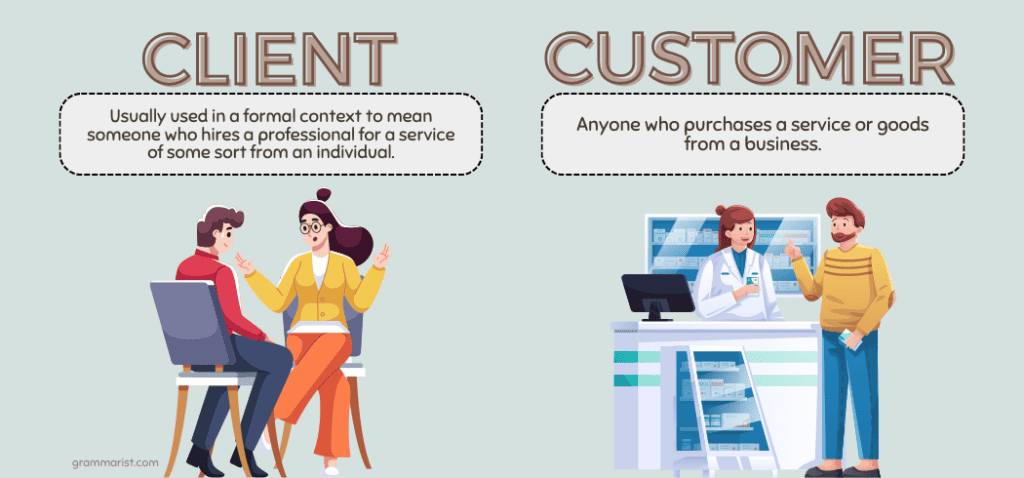 CLIENT
Usually used in a formal context to mean
someone who hires a professional for a service
of some sort from an individual.
CUSTOMER
Anyone who purchases a service or goods
from a business.
grammarist.com